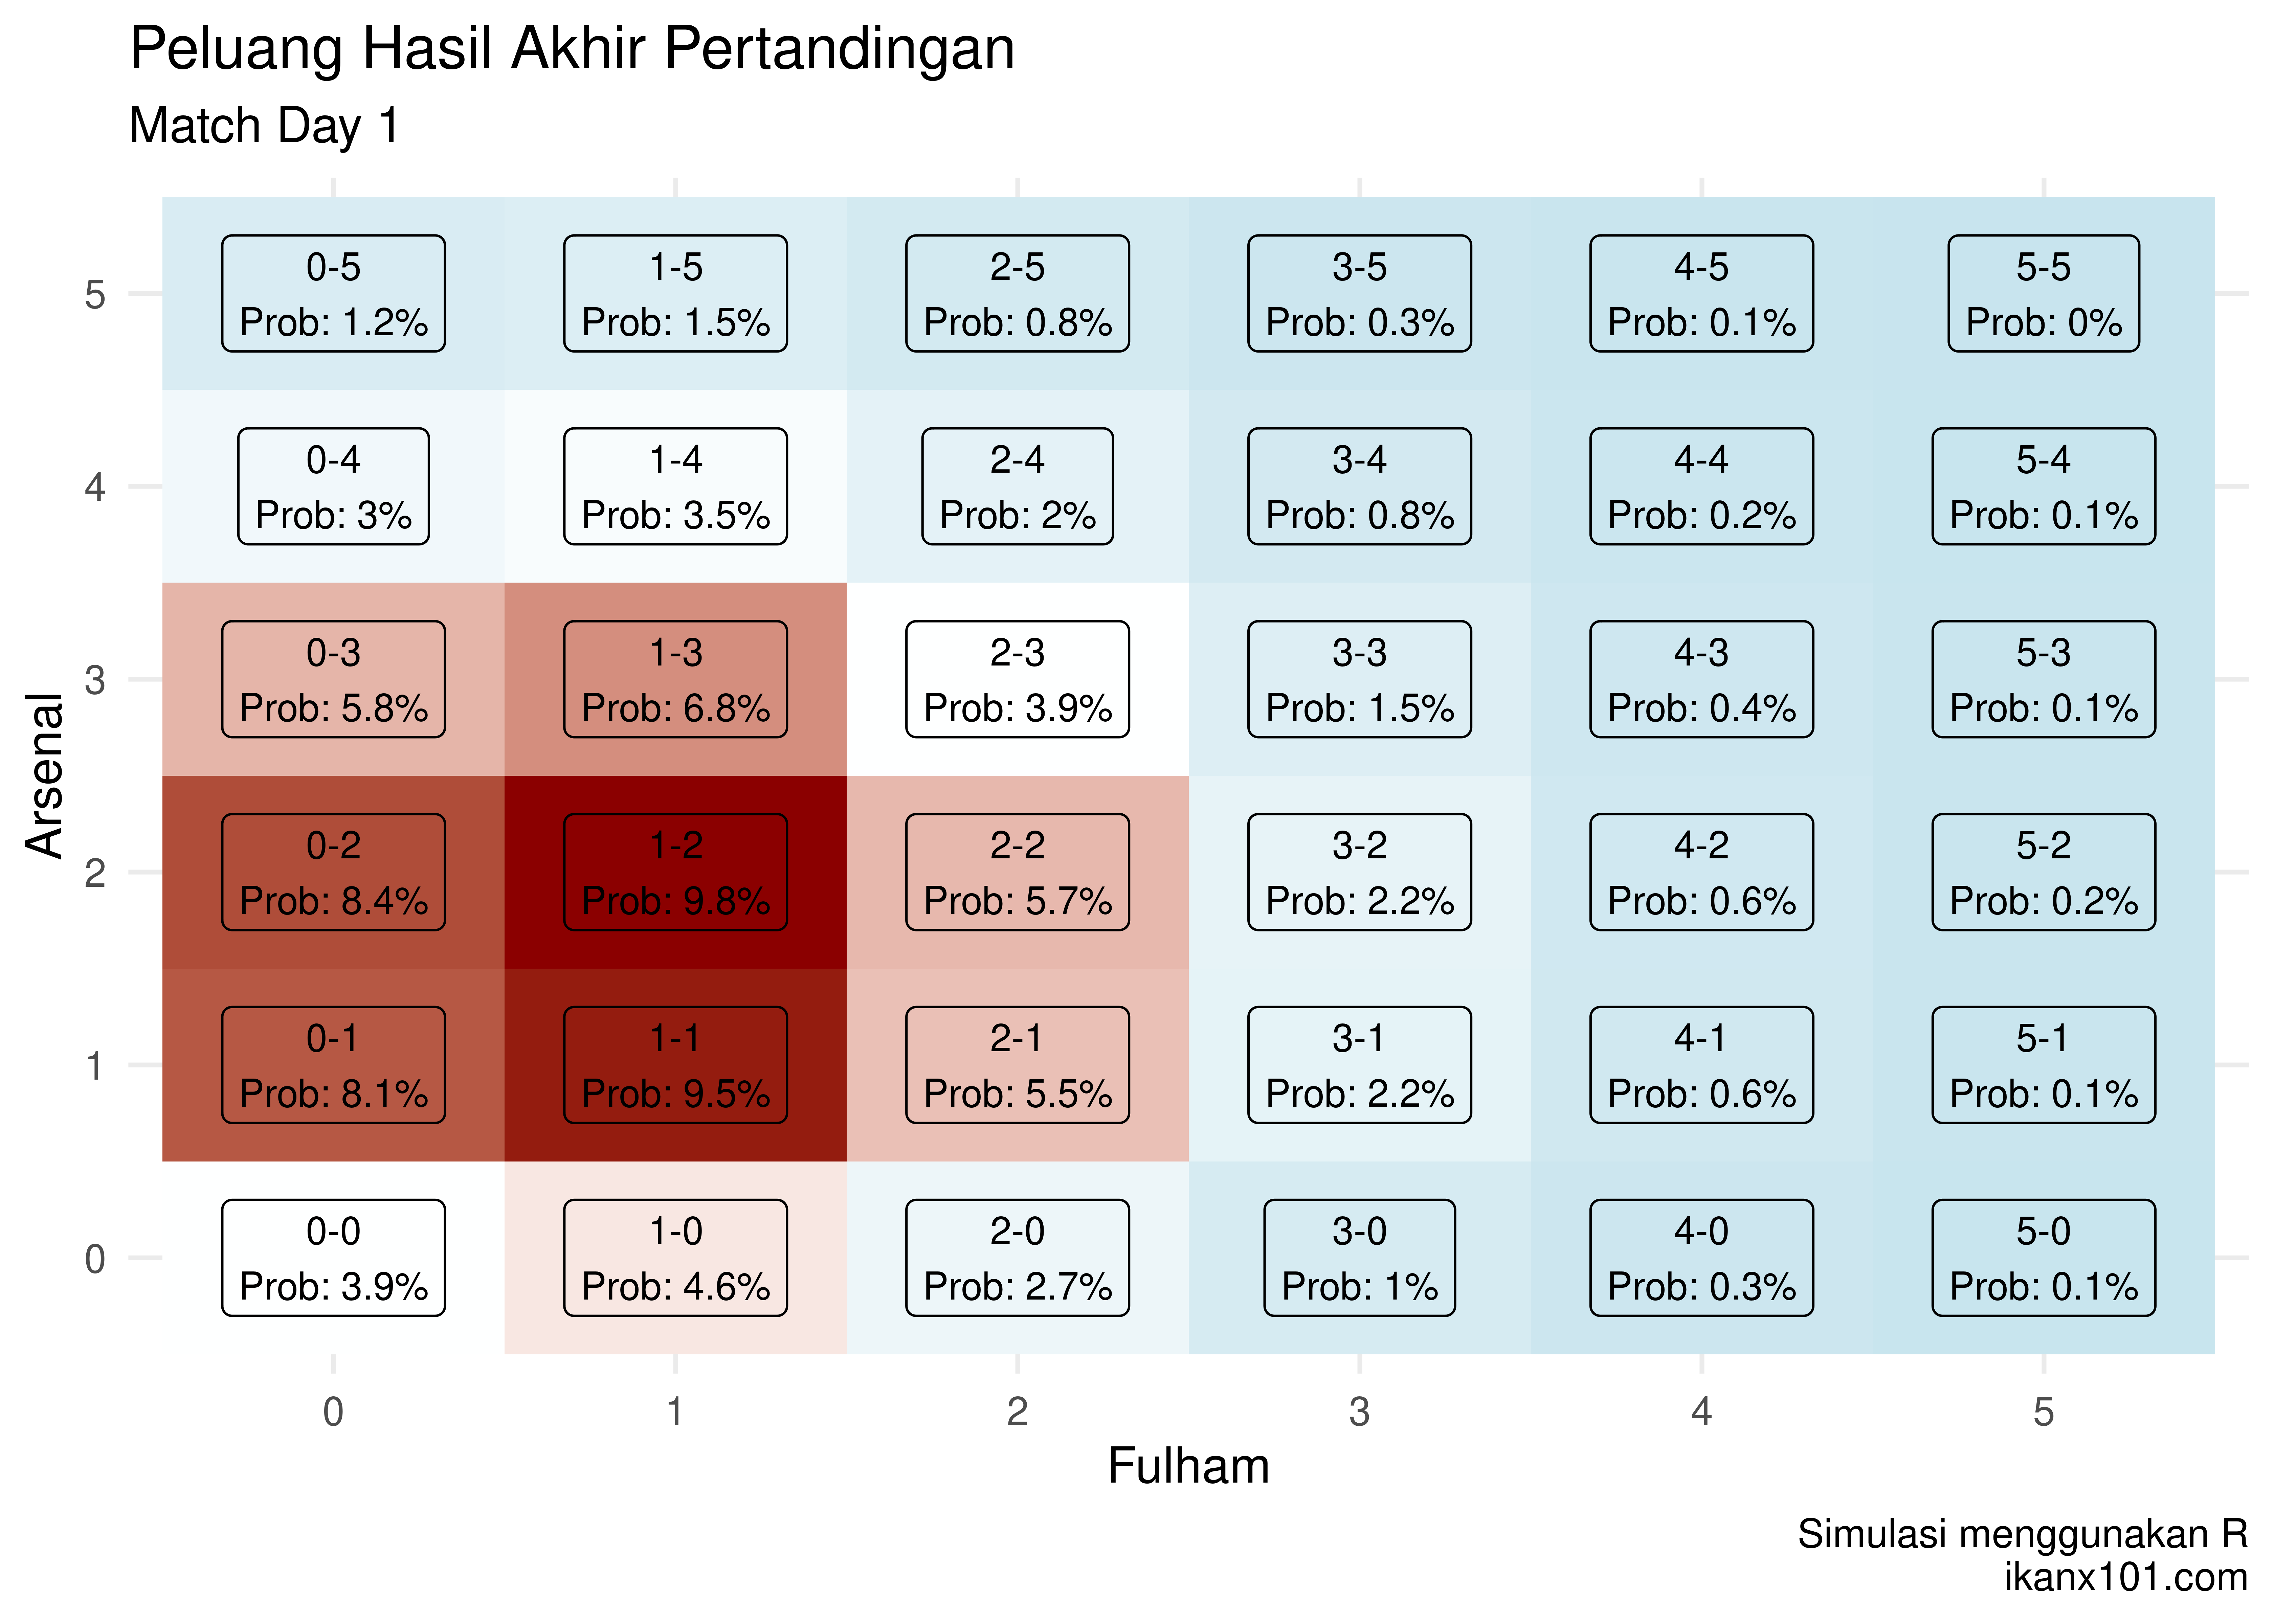 Peluang Hasil Akhir Pertandingan
Match Day 1
Arsenal
5
0-5
Prob: 1.2%
1-5
Prob: 1.5%
2-5
Prob: 0.8%
3-5
Prob: 0.3%
4-5
Prob: 0.1%
5-5
Prob: 0%
4
0-4
Prob: 3%
1-4
Prob: 3.5%
2-4
Prob: 2%
3-4
Prob: 0.8%
4-4
Prob: 0.2%
5-4
Prob: 0.1%
3
0-3
Prob: 5.8%
1-3
Prob: 6.8%
2-3
Prob: 3.9%
3-3
Prob: 1.5%
4-3
Prob: 0.4%
5-3
Prob: 0.1%
2
0-2
Prob: 8.4%
1-2
Prob: 9.8%
2-2
Prob: 5.7%
3-2
Prob: 2.2%
4-2
Prob: 0.6%
5-2
Prob: 0.2%
1
0-1
Prob: 8.1%
1-1
Prob: 9.5%
2-1
Prob: 5.5%
3-1
Prob: 2.2%
4-1
Prob: 0.6%
5-1
Prob: 0.1%
0
0-0
Prob: 3.9%
1-0
Prob: 4.6%
2-0
Prob: 2.7%
3-0
Prob: 1%
4-0
Prob: 0.3%
5-0
Prob: 0.1%
0 1 2 3 4 5
Fulham
Simulasi menggunakan R
ikanx101.com